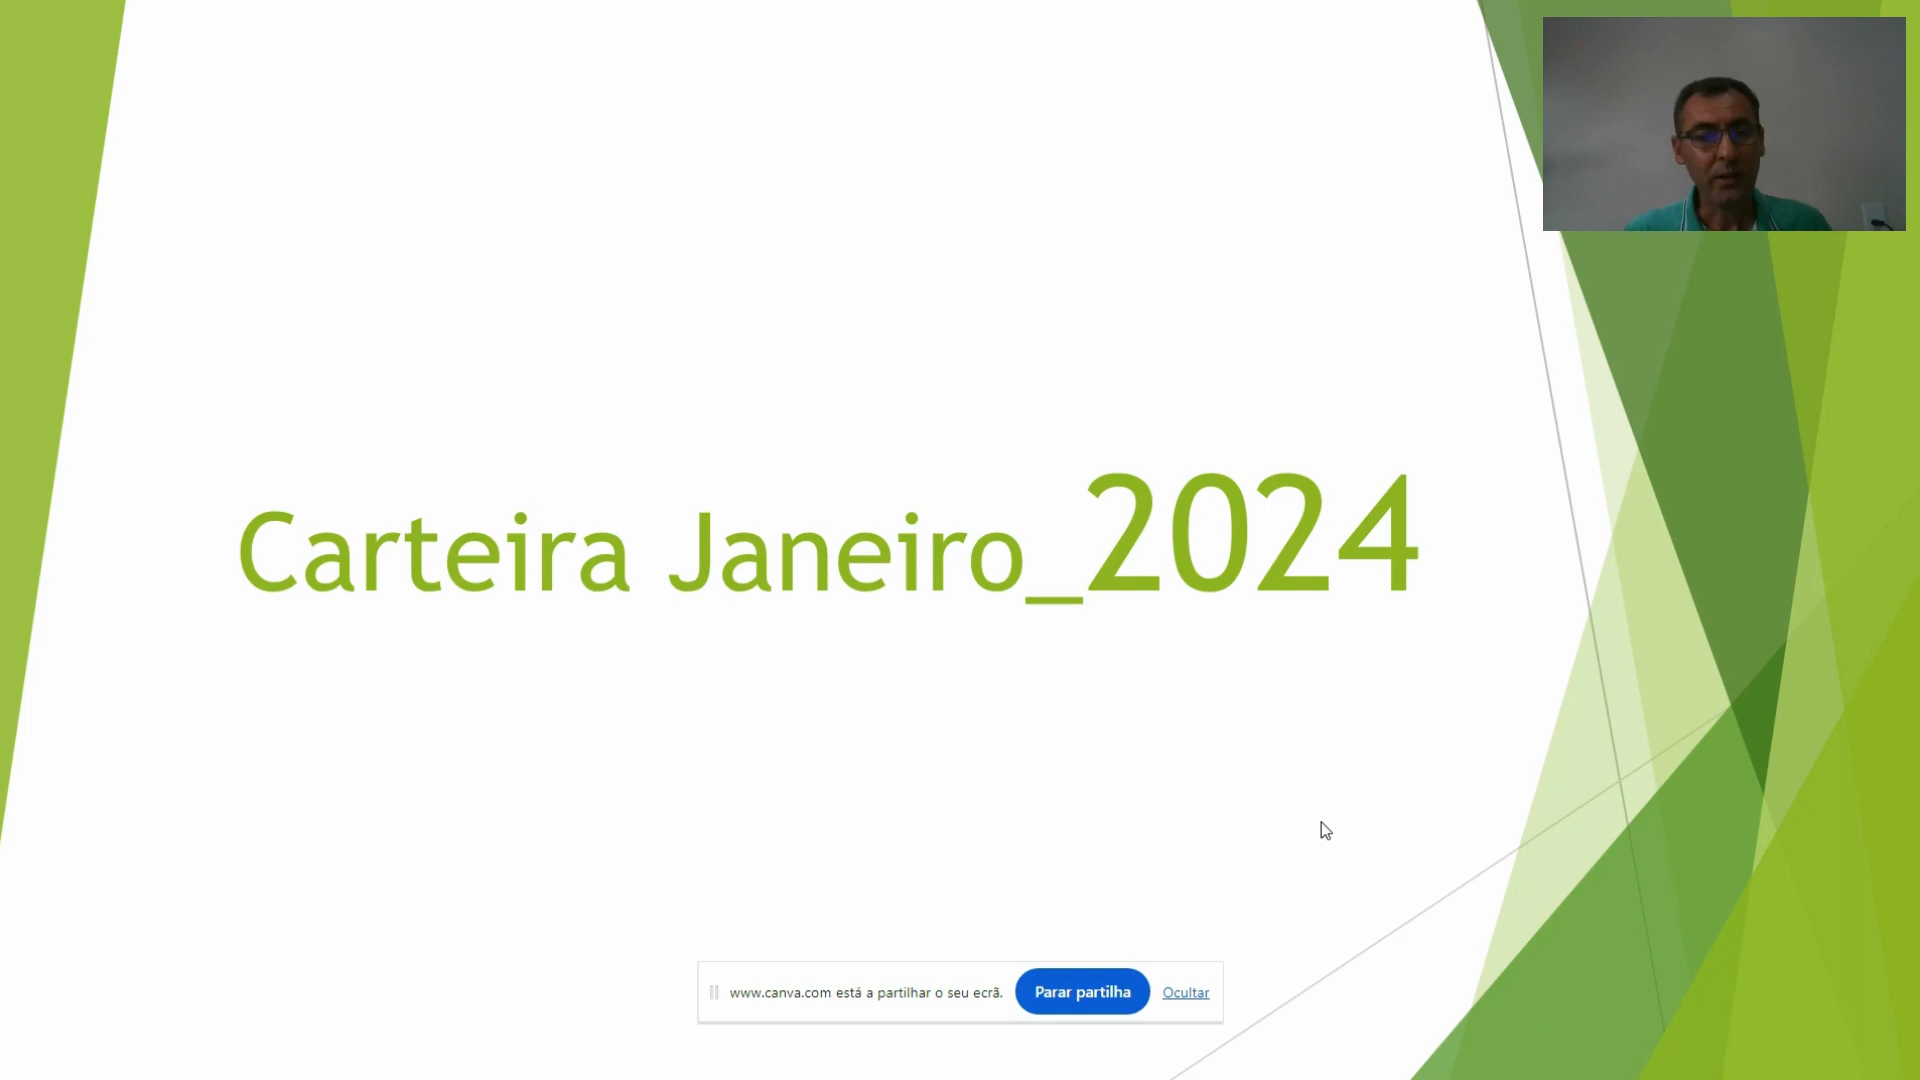 Carteira Janeiro_2024
www.canva.com está a partilhar o seu ecrã. Parar partilha Ocultar